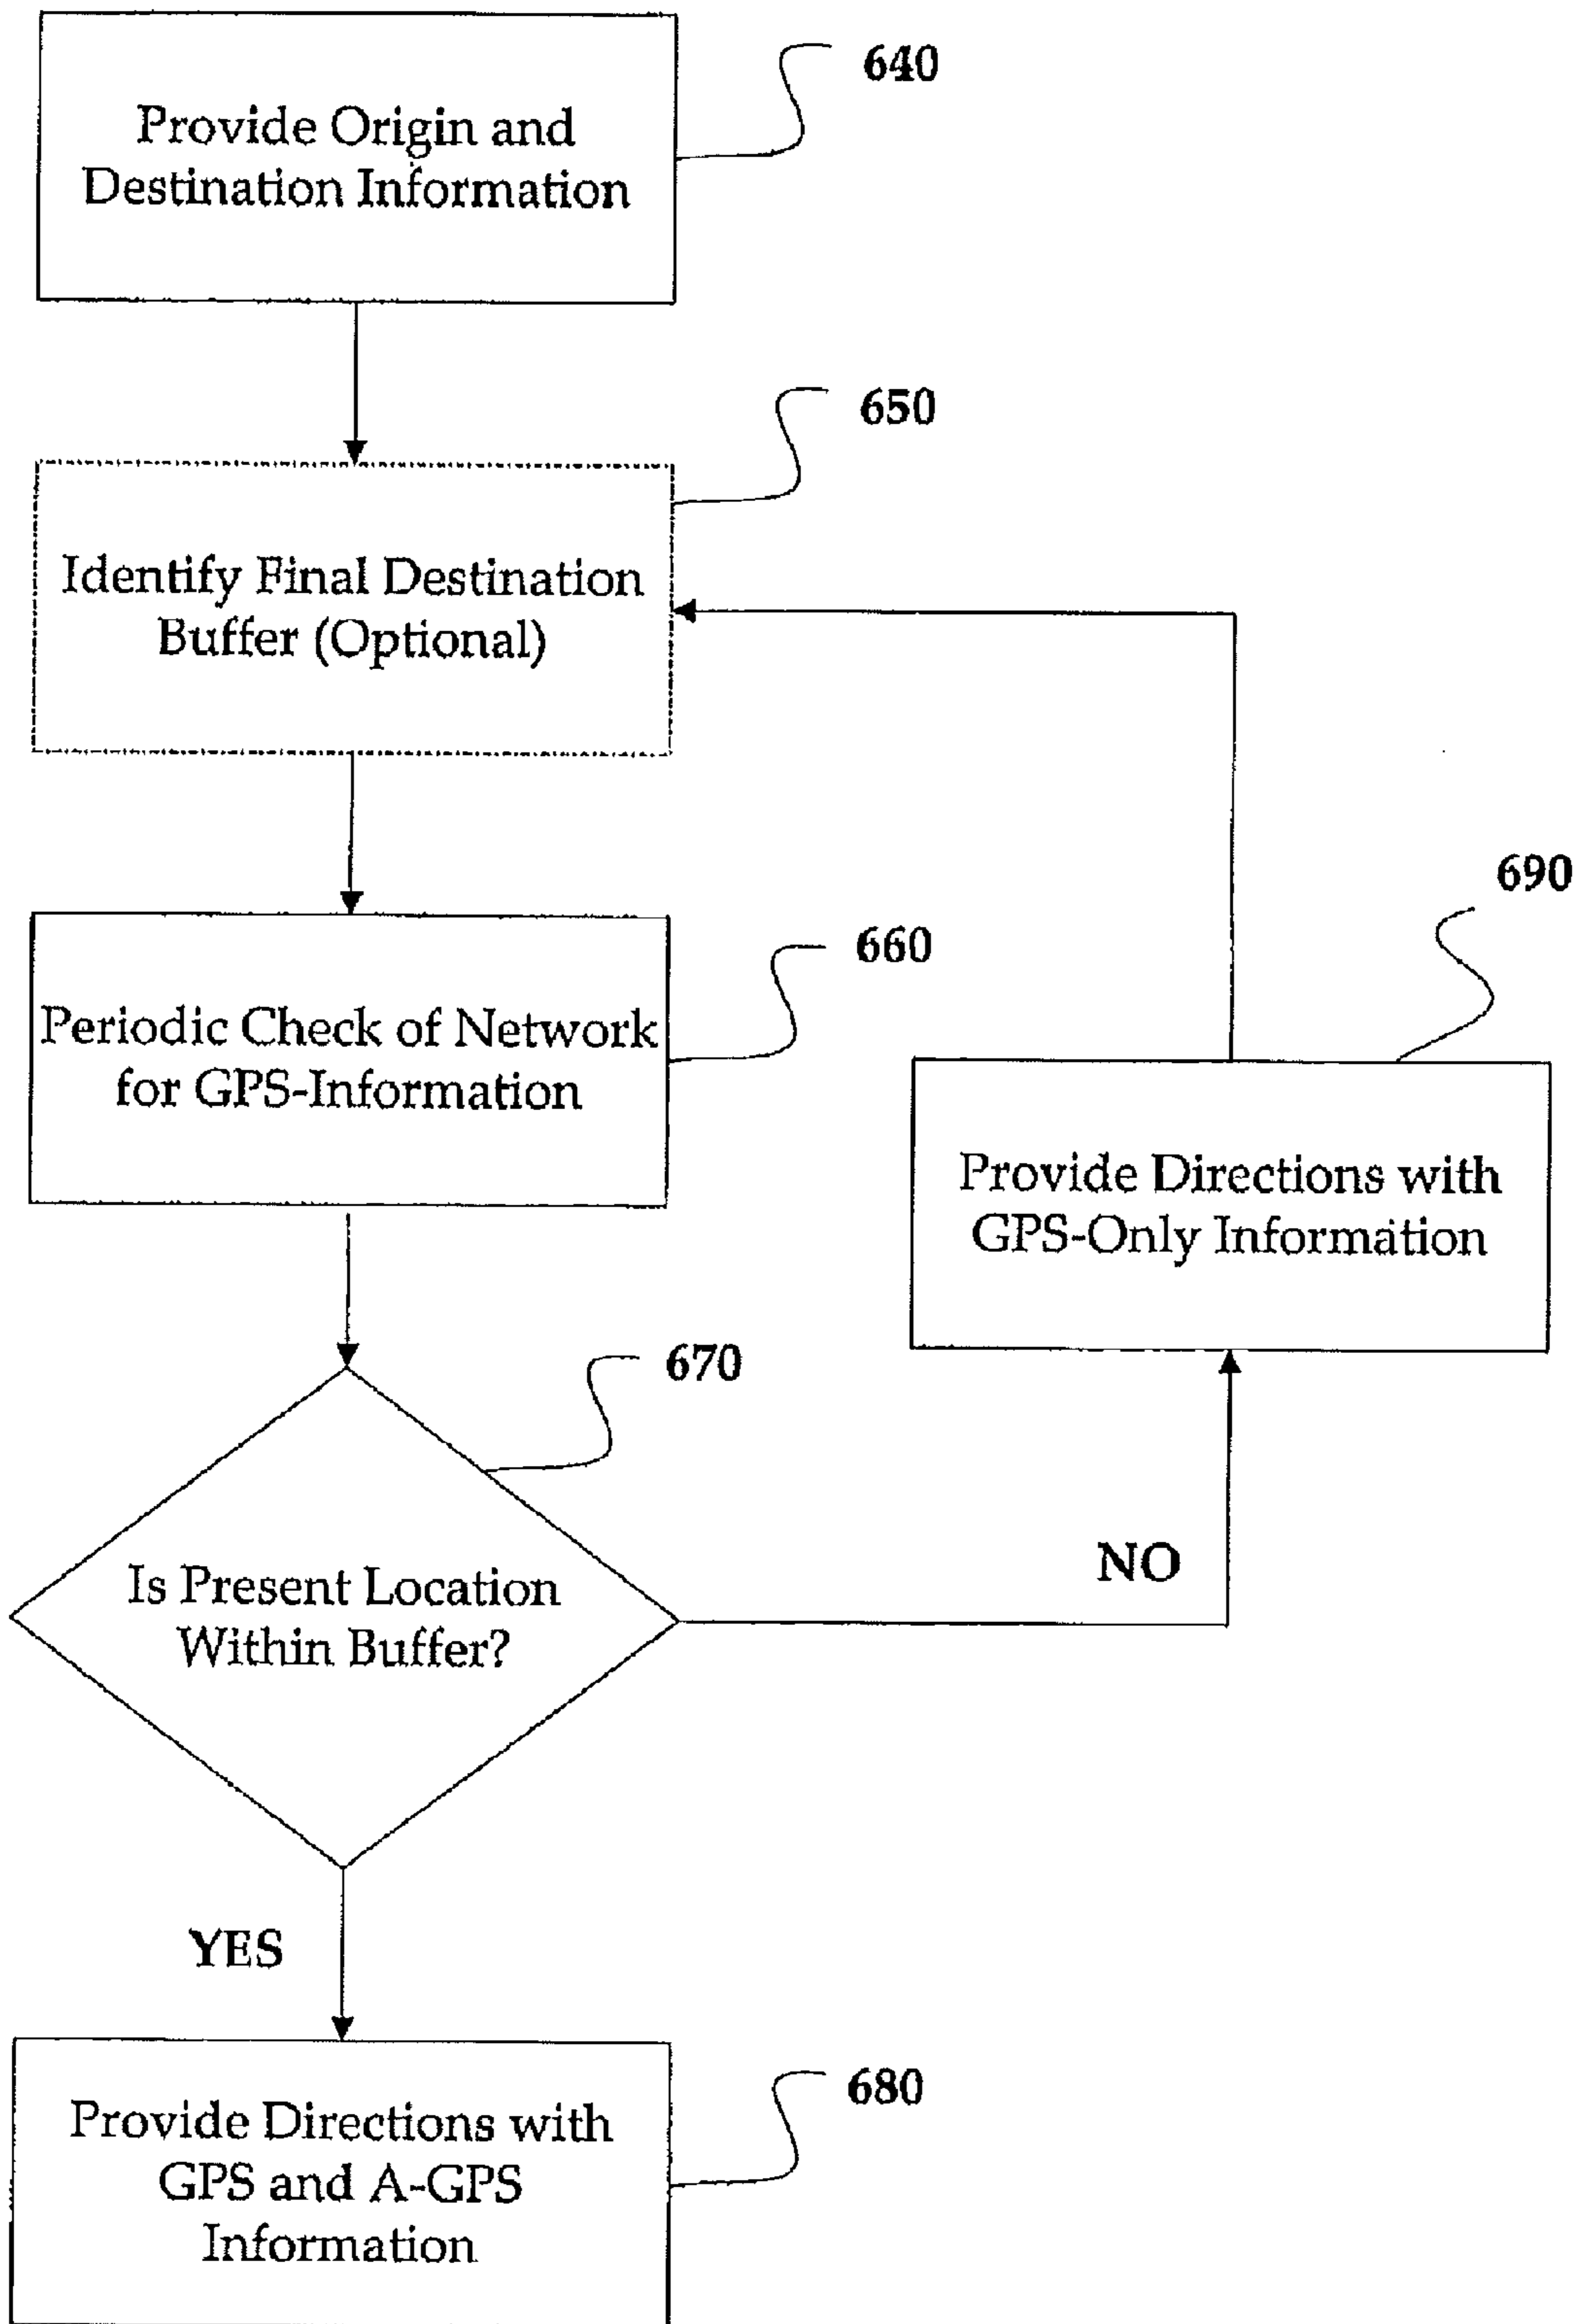 Provide Origin and
Destination Information
640
Identify Final Destination
Buffer (Optional)
650
Periodic Check of Network
for GPS-Information
660
690
Provide Directions with
GPS-Only Information
670
Is Present Location
Within Buffer?
NO
YES
Provide Directions with
GPS and A-GPS
Information
680